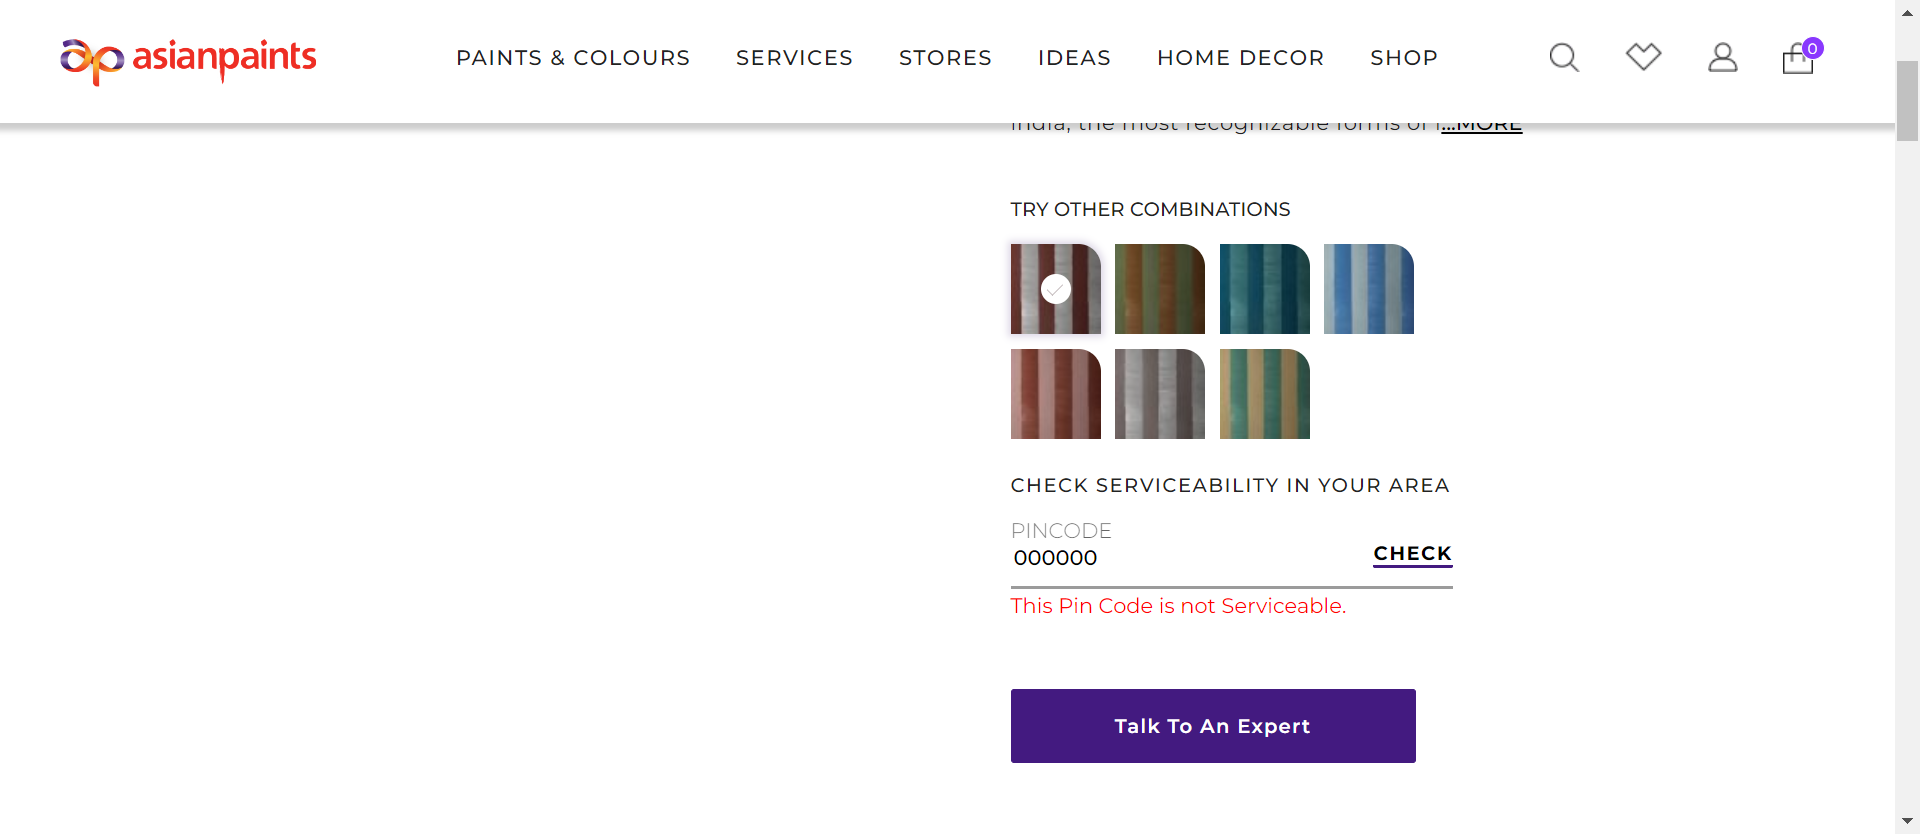 asianpaints
PAINTS & COLOURS SERVICES STORES IDEAS HOME DECOR SHOP
0
India, the most recognizable forms of f...MORE
TRY OTHER COMBINATIONS
CHECK SERVICEABILITY IN YOUR AREA
PINCODE
000000
CHECK
This Pin Code is not Serviceable.
Talk To An Expert